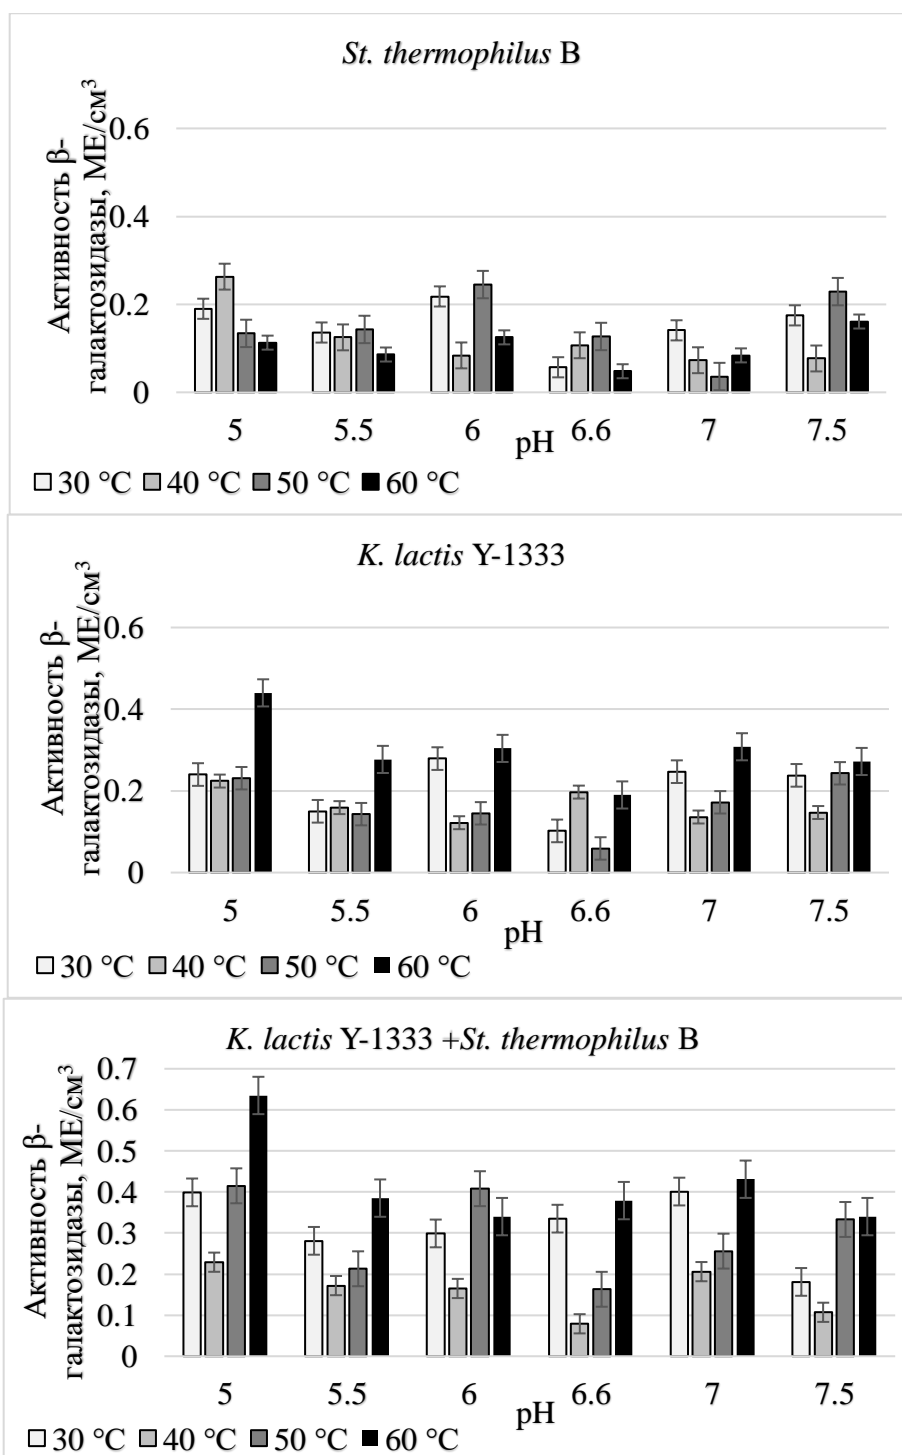 St. thermophilus B
Активность β-
галактозидазы, МЕ/см³
0.6
0.4
0.2
0
5 5.5 6 6.6 7 7.5
pH
30 °C 40 °C 50 °C 60 °C
K. lactis Y-1333
Активность β-
галактозидазы, МЕ/см³
0.6
0.4
0.2
0
5 5.5 6 6.6 7 7.5
pH
30 °C 40 °C 50 °C 60 °C
K. lactis Y-1333 +St. thermophilus B
Активность β-
галактозидазы, МЕ/см³
0.7
0.6
0.5
0.4
0.3
0.2
0.1
0
5 5.5 6 6.6 7 7.5
pH
30 °C 40 °C 50 °C 60 °C